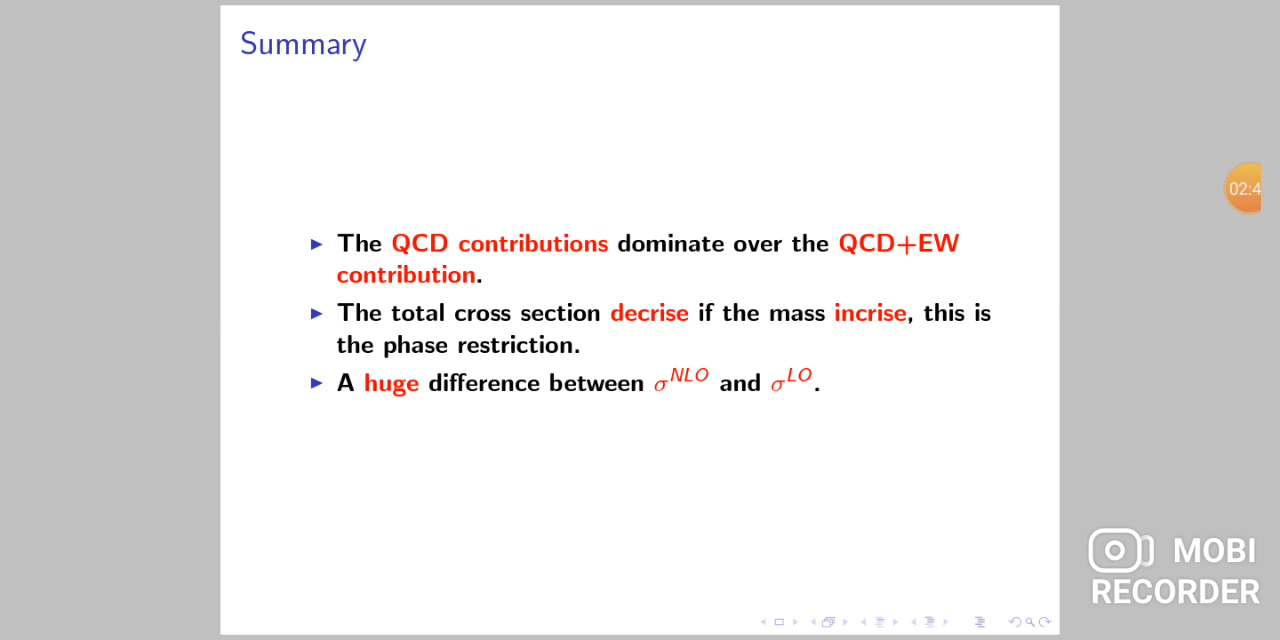 Summary
The QCD contributions dominate over the QCD+EW
contribution.
The total cross section decrise if the mass incrise, this is
the phase restriction.
A huge difference between σ^NLO and σ^LO.
02:4
MOBI
RECORDER